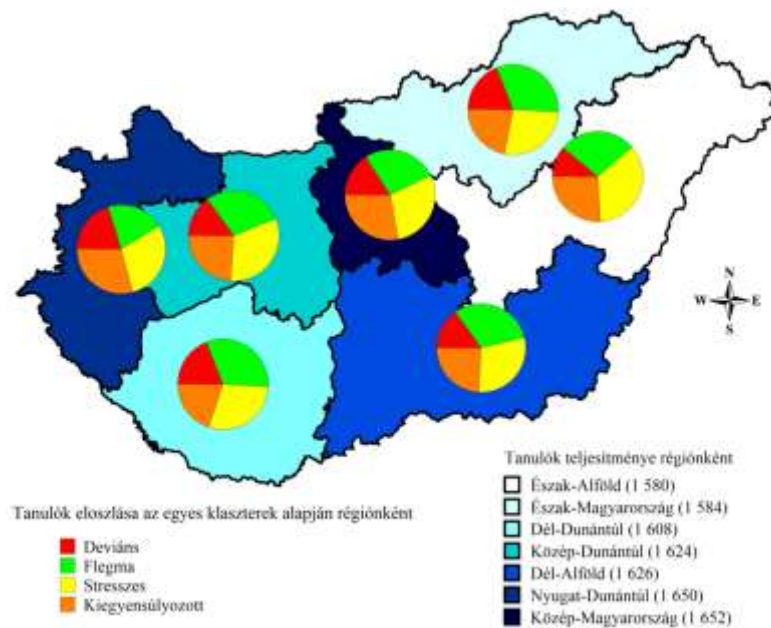 N
W E
S
Tanulók eloszlása az egyes klaszterek alapján régiónként
Deviáns
Flegma
Stresszes
Kiegyensúlyozott
Tanulók teljesítménye régiónként
Észak-Alföld (1 580)
Észak-Magyarország (1 584)
Dél-Dunántúl (1 608)
Közép-Dunántúl (1 624)
Dél-Alföld (1 626)
Nyugat-Dunántúl (1 650)
Közép-Magyarország (1 652)